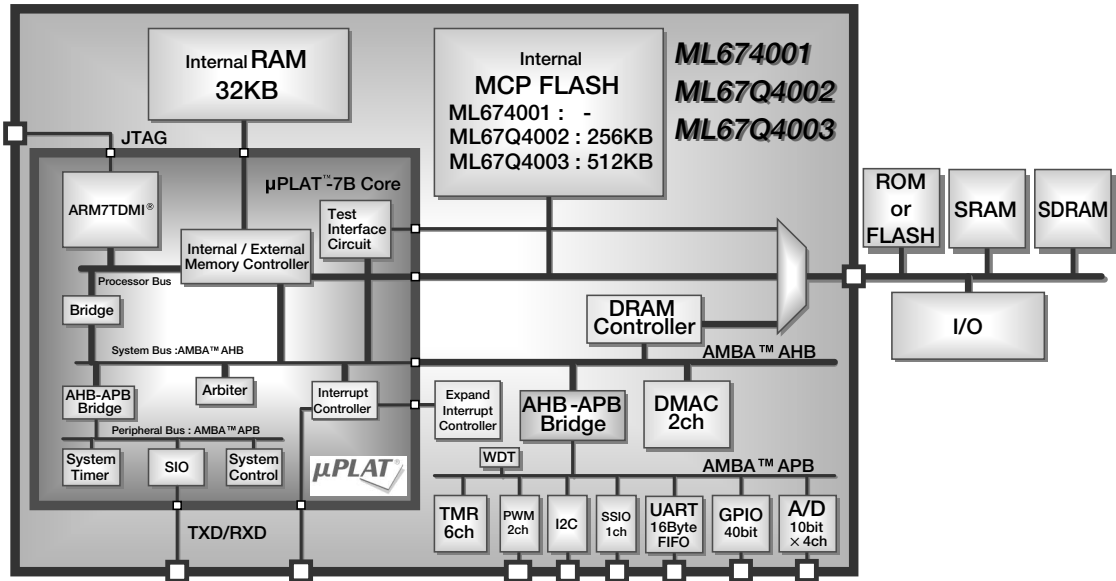 Internal RAM
32KB
Internal
MCP FLASH
ML674001 : -
ML67Q4002 : 256KB
ML67Q4003 : 512KB
ML674001
ML67Q4002
ML67Q4003
JTAG
µPLAT™-7B Core
ARM7TDMI®
Test
Interface
Circuit
Internal / External
Memory Controller
Processor Bus
Bridge
System Bus :AMBA™ AHB
Arbiter
AHB-APB
Bridge
Interrupt
Controller
Peripheral Bus : AMBA™ APB
System
Timer
SIO
System
Control
µPLAT®
TXD/RXD
ROM
or
FLASH
SRAM
SDRAM
I/O
DRAM
Controller
AMBA™ AHB
Expand
Interrupt
Controller
AHB-APB
Bridge
DMAC
2ch
WDT
AMBA™ APB
TMR
6ch
PWM
2ch
I2C
SSIO
1ch
UART
16Byte
FIFO
GPIO
40bit
A/D
10bit
× 4ch